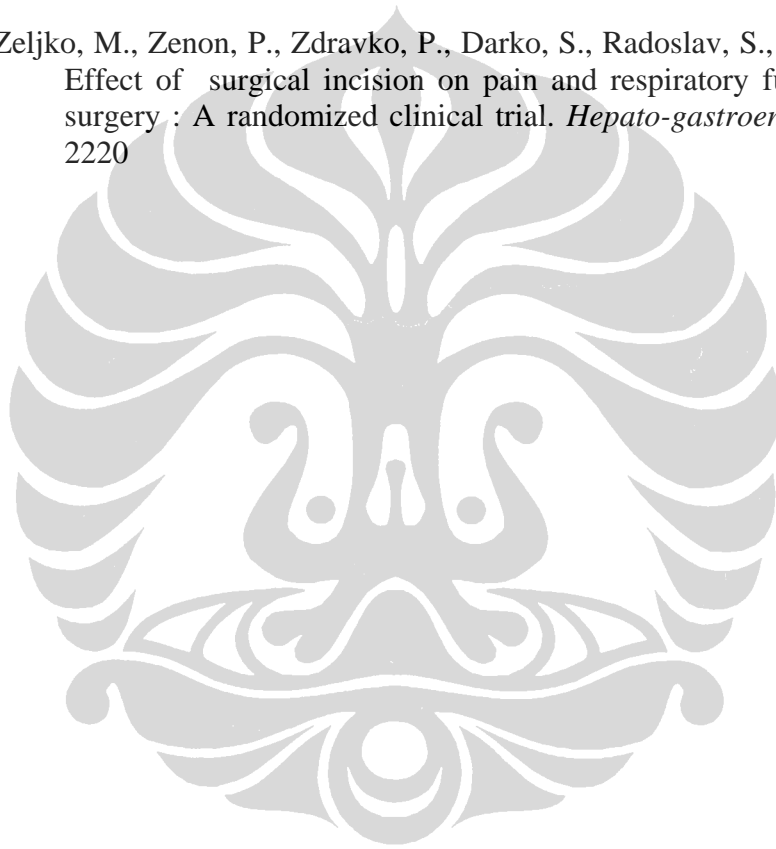 Zeljko, M., Zenon, P., Zdravko, P., Darko, S., Radoslav, S.,
Effect of surgical incision on pain and respiratory
surgery : A randomized clinical trial. Hepato-gastroen
2220